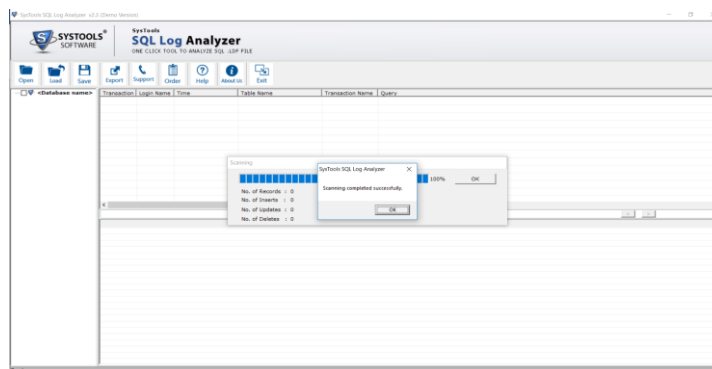 SysTools SQL Log Analyzer v2.0 (Demo Version)
SYSTOOLS®
SOFTWARE
SysTools
SQL Log Analyzer
ONE CLICK TOOL TO ANALYZE SQL .LDF FILE
Open Load Save Export Support Order Help About Us Exit
<Database name> Transaction Login Name Time Table Name Transaction Name Query
Scanning
SysTools SQL Log Analyzer
100% OK
Scanning completed successfully.
No. of Records : 0
No. of Inserts : 0
OK
No. of Updates : 0
No. of Deletes : 0